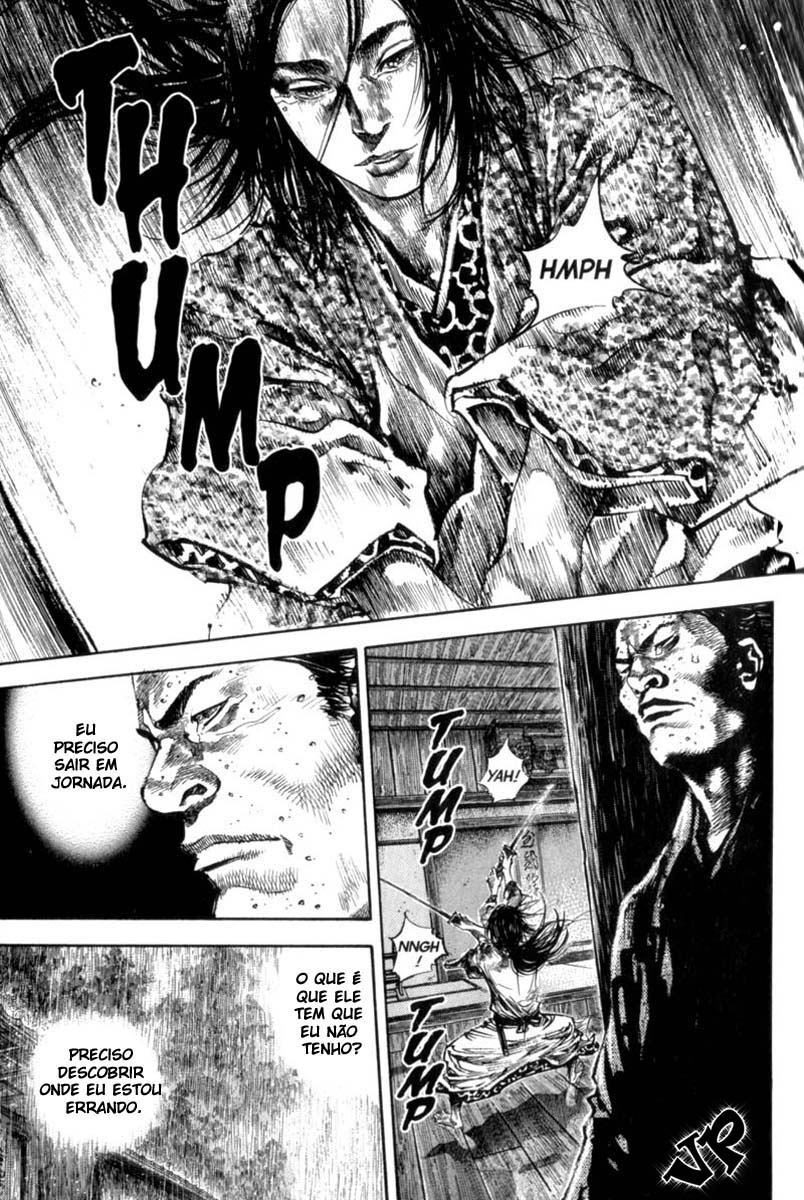 THUMP
HMPH
TUMP
YAH!
NNGH
!
TUMP
EU
PRECISO
SAIR EM
JORNADA.
O QUE É
QUE ELE
TEM QUE
EU NÃO
TENHO?
PRECISO
DESCOBRIR
ONDE EU ESTOU
ERRANDO.